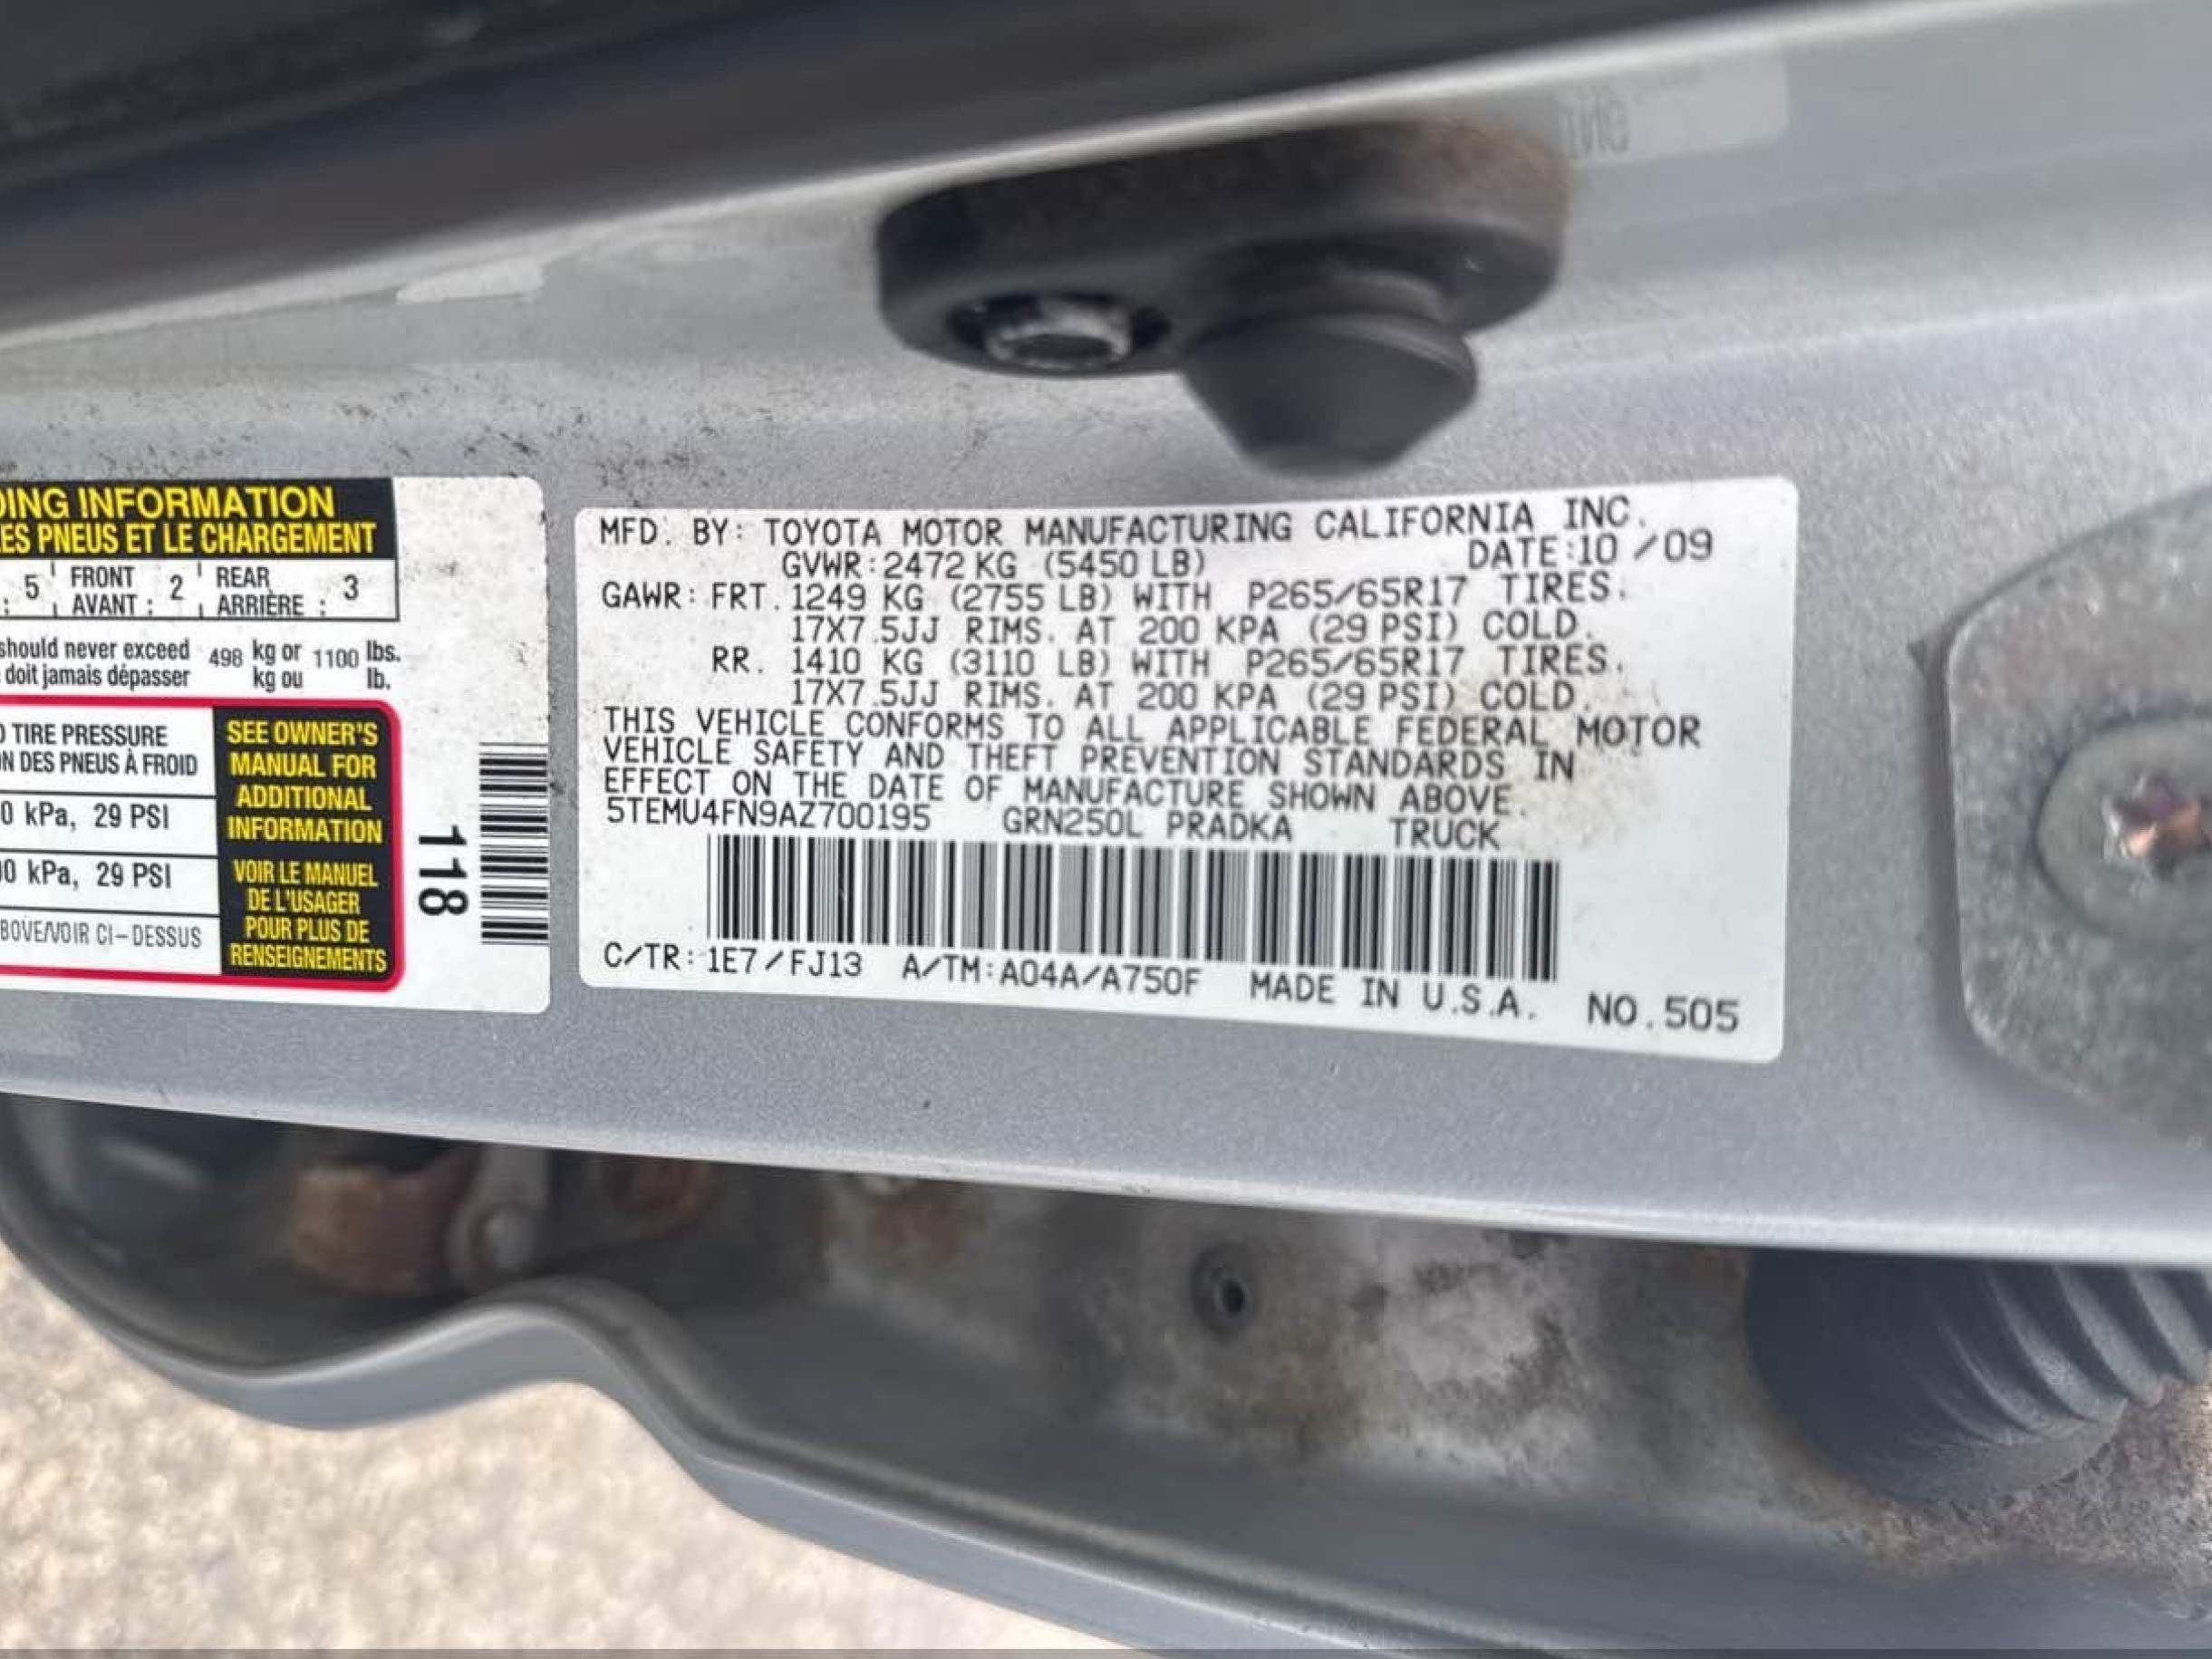 DING INFORMATION
ES PNEUS ET LE CHARGEMENT
: 5 FRONT 2 REAR 3
AVANT : ARRIÈRE :
should never exceed 498 kg or 1100 lbs.
doit jamais dépasser kg ou lb.
TIRE PRESSURE
N DES PNEUS À FROID
0 kPa, 29 PSI
00 kPa, 29 PSI
BOVE/VOIR CI-DESSUS
SEE OWNER'S
MANUAL FOR
ADDITIONAL
INFORMATION
VOIR LE MANUEL
DE L'USAGER
POUR PLUS DE
RENSEIGNEMENTS
118
MFD. BY: TOYOTA MOTOR MANUFACTURING CALIFORNIA INC.
GVWR:2472 KG (5450 LB) DATE:10/09
GAWR: FRT. 1249 KG (2755 LB) WITH P265/65R17 TIRES.
17X7.5JJ RIMS. AT 200 KPA (29 PSI) COLD.
RR. 1410 KG (3110 LB) WITH P265/65R17 TIRES.
17X7.5JJ RIMS. AT 200 KPA (29 PSI) COLD.
THIS VEHICLE CONFORMS TO ALL APPLICABLE FEDERAL MOTOR
VEHICLE SAFETY AND THEFT PREVENTION STANDARDS IN
EFFECT ON THE DATE OF MANUFACTURE SHOWN ABOVE.
5TEMU4FN9AZ700195 GRN250L PRADKA TRUCK
C/TR:1E7/FJ13 A/TM:A04A/A750F MADE IN U.S.A. NO.505